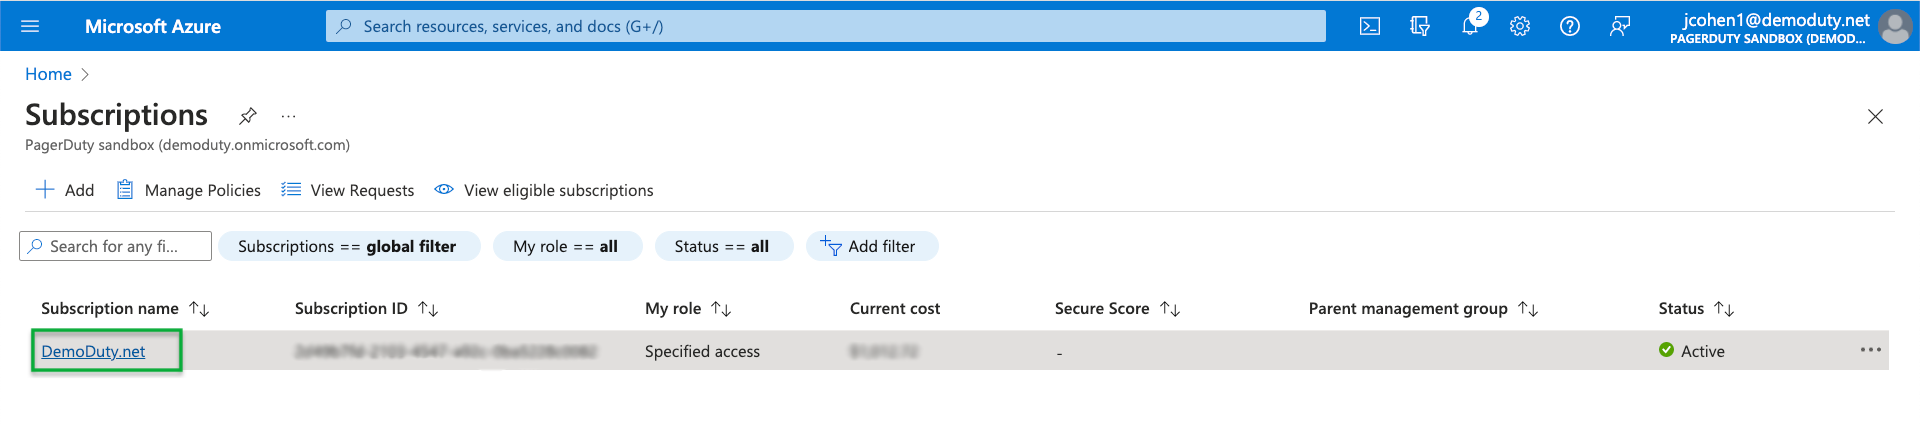 Microsoft Azure
Search resources, services, and docs (G+/)
2
jcohen1@demoduty.net
PAGERDUTY SANDBOX (DEMOD...
Home
Subscriptions
PagerDuty sandbox (demoduty.onmicrosoft.com)
Add Manage Policies View Requests View eligible subscriptions
Search for any fi... Subscriptions == global filter My role == all Status == all Add filter
Subscription name Subscription ID My role Current cost Secure Score Parent management group Status
DemoDuty.net Specified access - Active